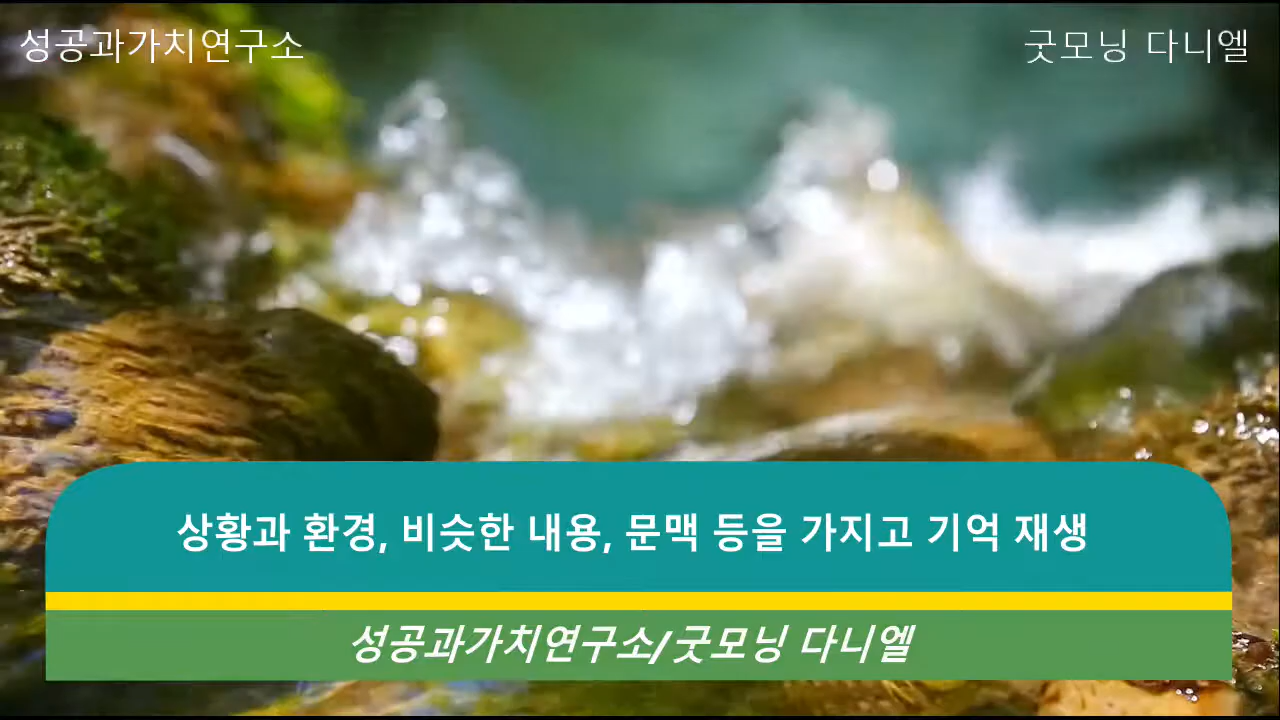 성공과가치연구소
굿모닝 다니엘
상황과 환경, 비슷한 내용, 문맥 등을 가지고 기억 재생
성공과가치연구소/굿모닝 다니엘